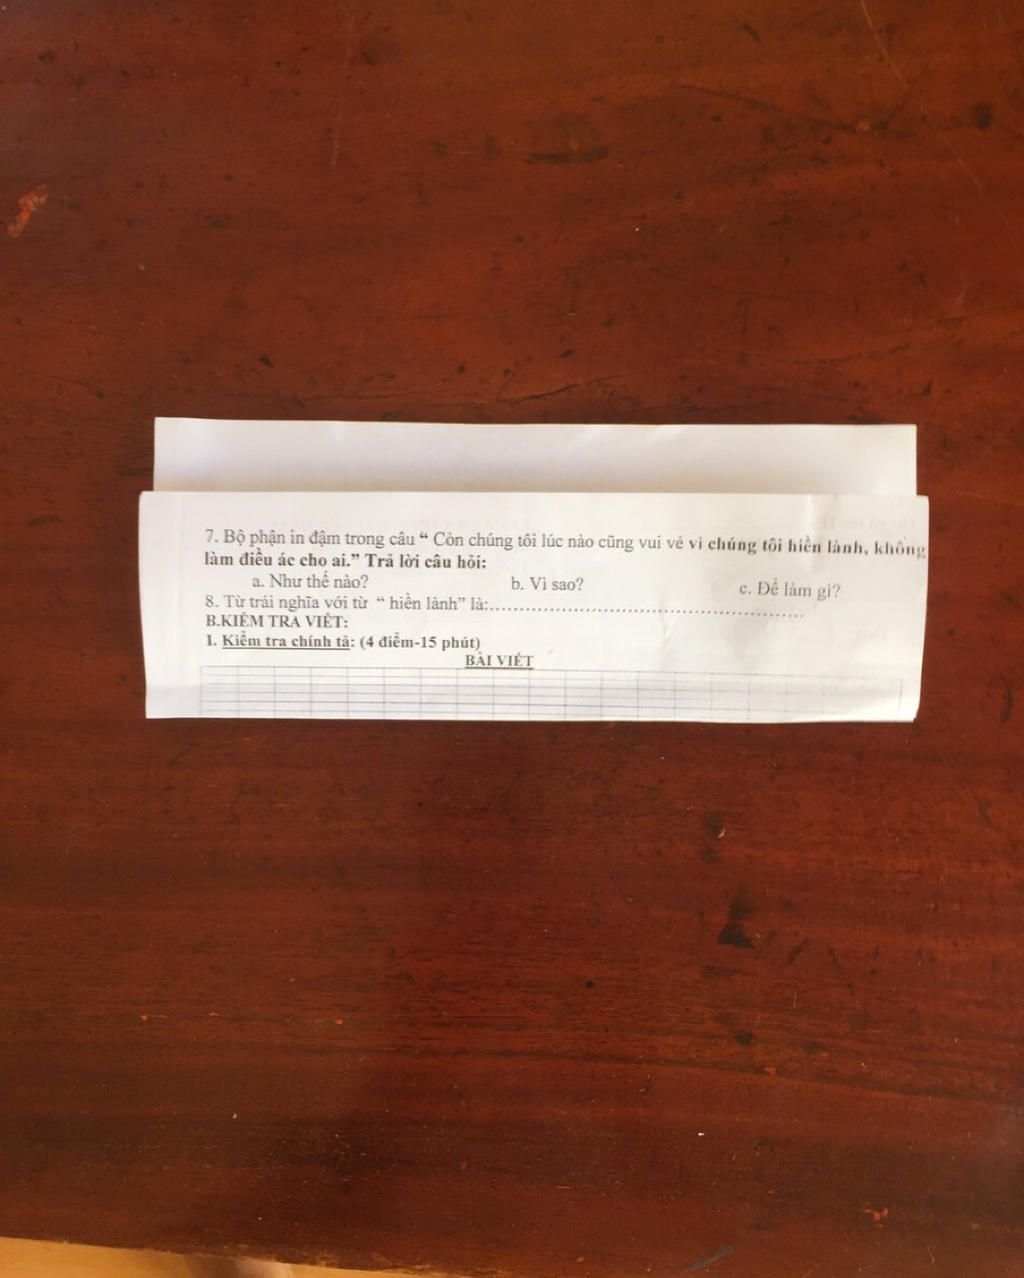 7. Bộ phận in đậm trong câu “ Còn chúng tôi lúc nào cũng vui vẻ vì chúng tôi hiền lành, không
làm điều ác cho ai.” Trả lời câu hỏi:
a. Như thế nào? b. Vì sao? c. Để làm gì?
8. Từ trái nghĩa với từ “ hiền lành” là:................................................
B.KIỂM TRA VIẾT:
1. Kiểm tra chính tả: (4 điểm-15 phút)
BÀI VIẾT